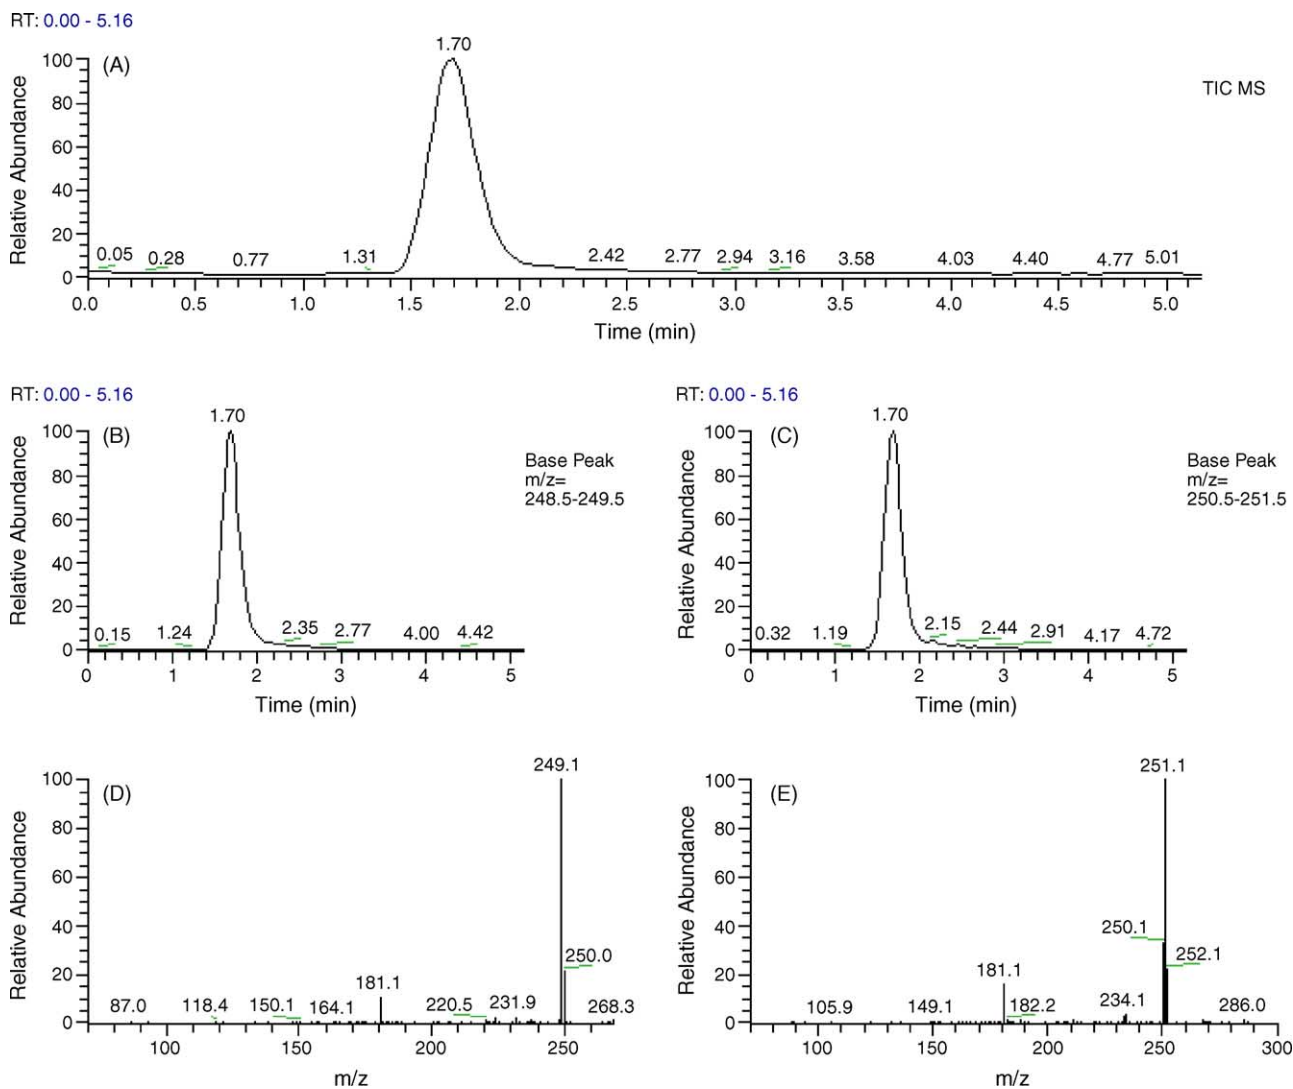 RT: 0.00 - 5.16
1.70
(A)
TIC MS
Relative Abundance
100
80
60
40
20
0
0.05 0.28 0.77 1.31 2.42 2.77 2.94 3.16 3.58 4.03 4.40 4.77 5.01
0.0 0.5 1.0 1.5 2.0 2.5 3.0 3.5 4.0 4.5 5.0
Time (min)
RT: 0.00 - 5.16
1.70
(B)
Base Peak
m/z=
248.5-249.5
Relative Abundance
100
80
60
40
20
0
0.15 1.24 2.35 2.77 4.00 4.42
0 1 2 3 4 5
Time (min)
RT: 0.00 - 5.16
1.70
(C)
Base Peak
m/z=
250.5-251.5
Relative Abundance
100
80
60
40
20
0
0.32 1.19 2.15 2.44 2.91 4.17 4.72
0 1 2 3 4 5
Time (min)
249.1
(D)
Relative Abundance
100
80
60
40
20
0
250.0
181.1
87.0 118.4 150.1 164.1 220.5 231.9 268.3
100 150 200 250
m/z
251.1
(E)
Relative Abundance
100
80
60
40
20
0
250.1
252.1
181.1
105.9 149.1 182.2 234.1 286.0
100 150 200 250 300
m/z